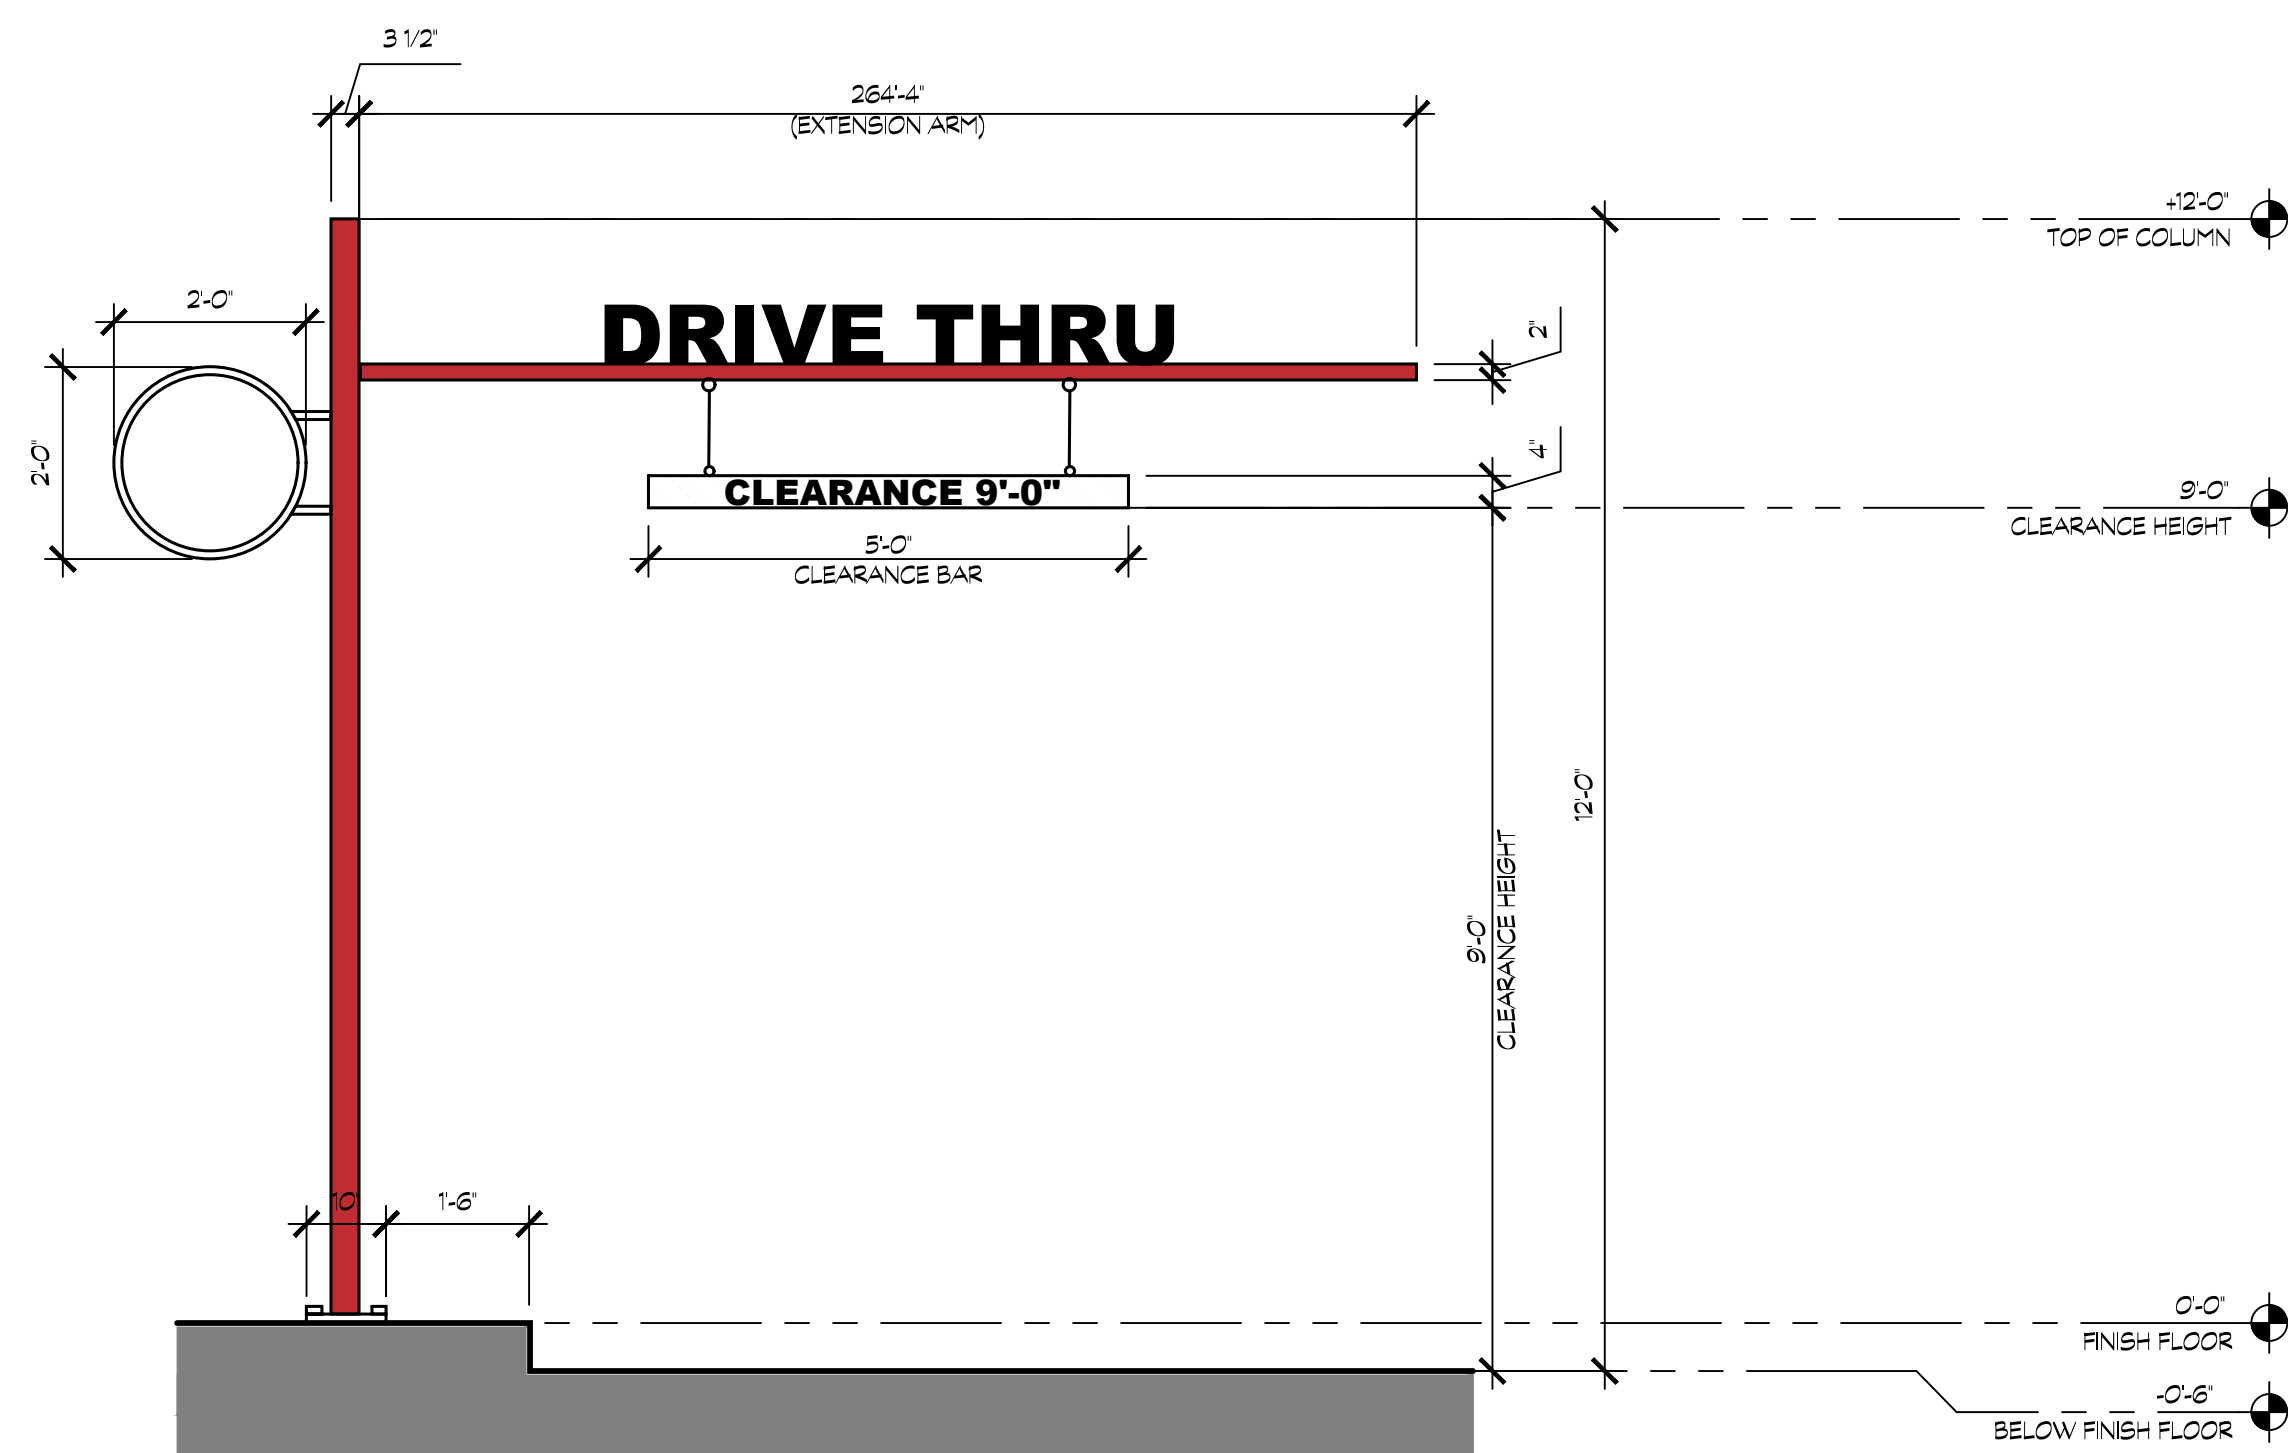 3 1/2"
264'-4"
(EXTENSION ARM)
+12'-0"
TOP OF COLUMN
2'-0"
DRIVE THRU
2"
2'-0"
4"
CLEARANCE 9'-0"
9'-0"
CLEARANCE HEIGHT
5'-0"
CLEARANCE BAR
12'-0"
9'-0"
CLEARANCE HEIGHT
10"
1'-6"
0'-0"
FINISH FLOOR
-0'-6"
BELOW FINISH FLOOR